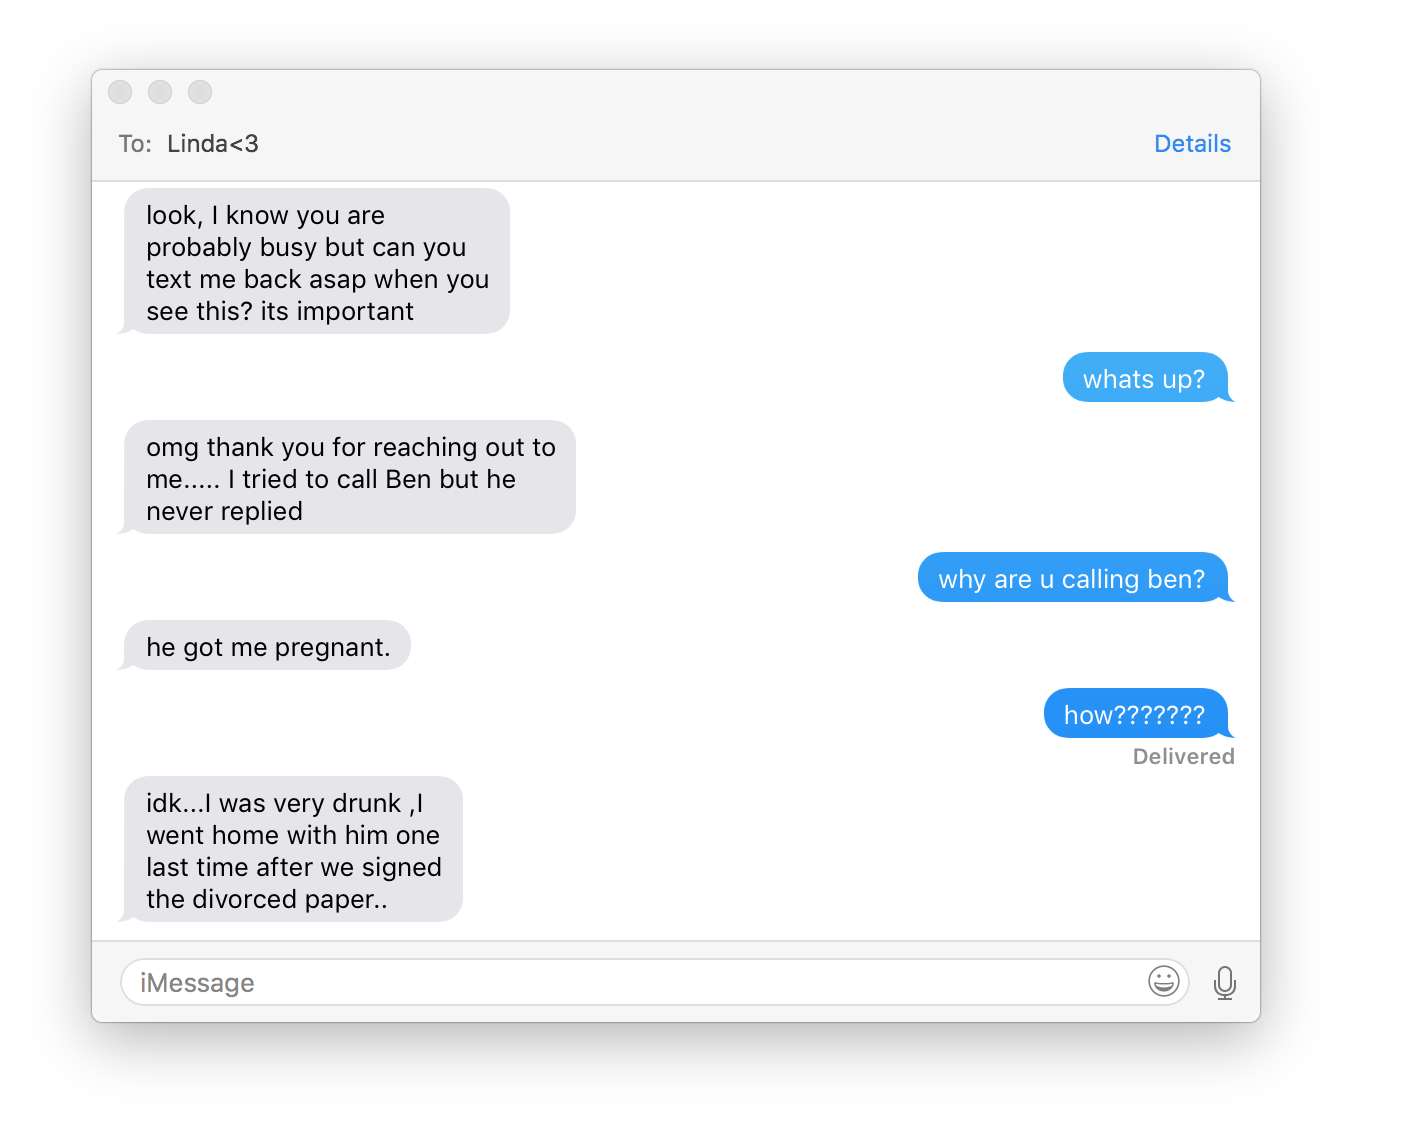 To: Linda<3 Details
look, I know you are
probably busy but can you
text me back asap when you
see this? its important
whats up?
omg thank you for reaching out to
me..... I tried to call Ben but he
never replied
why are u calling ben?
he got me pregnant.
how???????
Delivered
idk...I was very drunk ,I
went home with him one
last time after we signed
the divorced paper..
iMessage